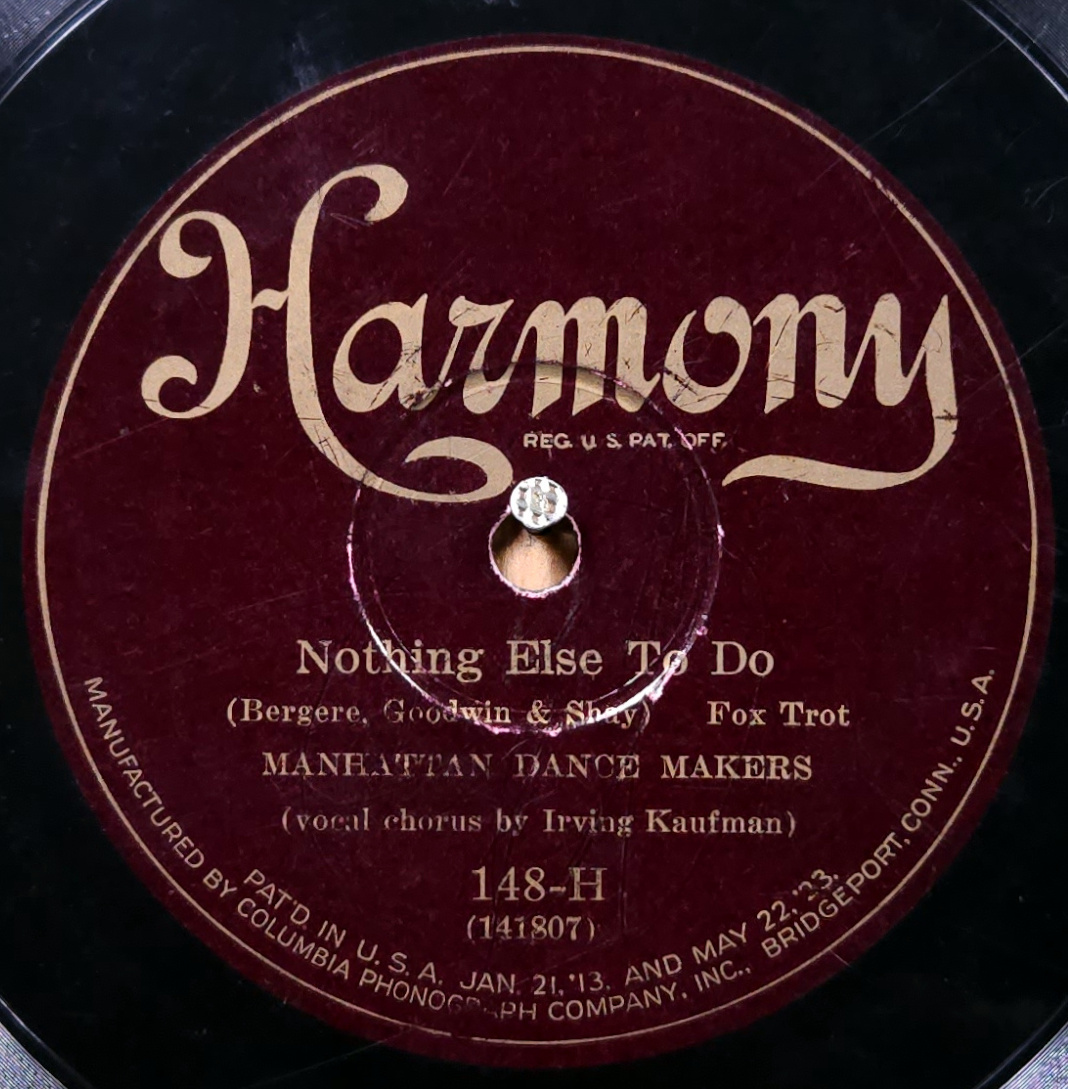 Harmony
REG. U. S. PAT. OFF.
Nothing Else To Do
(Bergere, Goodwin & Shay) Fox Trot
MANHATTAN DANCE MAKERS
(vocal chorus by Irving Kaufman)
148-H
(141807)
PAT'D IN U. S. A. JAN. 21, '13. AND MAY 22, '23.
MANUFACTURED BY COLUMBIA PHONOGRAPH COMPANY, INC., BRIDGEPORT, CONN., U. S. A.